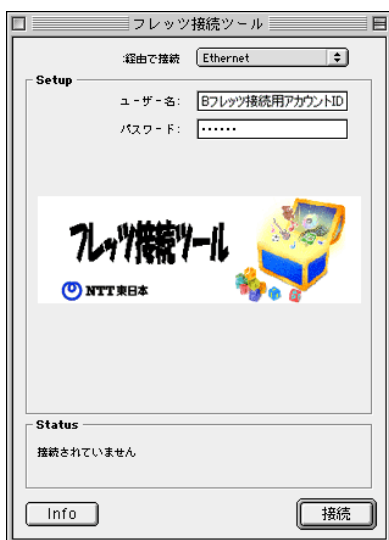 フレッツ接続ツール
:経由で接続 Ethernet
Setup
ユーザー名: Bフレッツ接続用アカウントID
パスワード: ••••••
フレッツ接続ツール
NTT東日本
Status
接続されていません
Info 接続